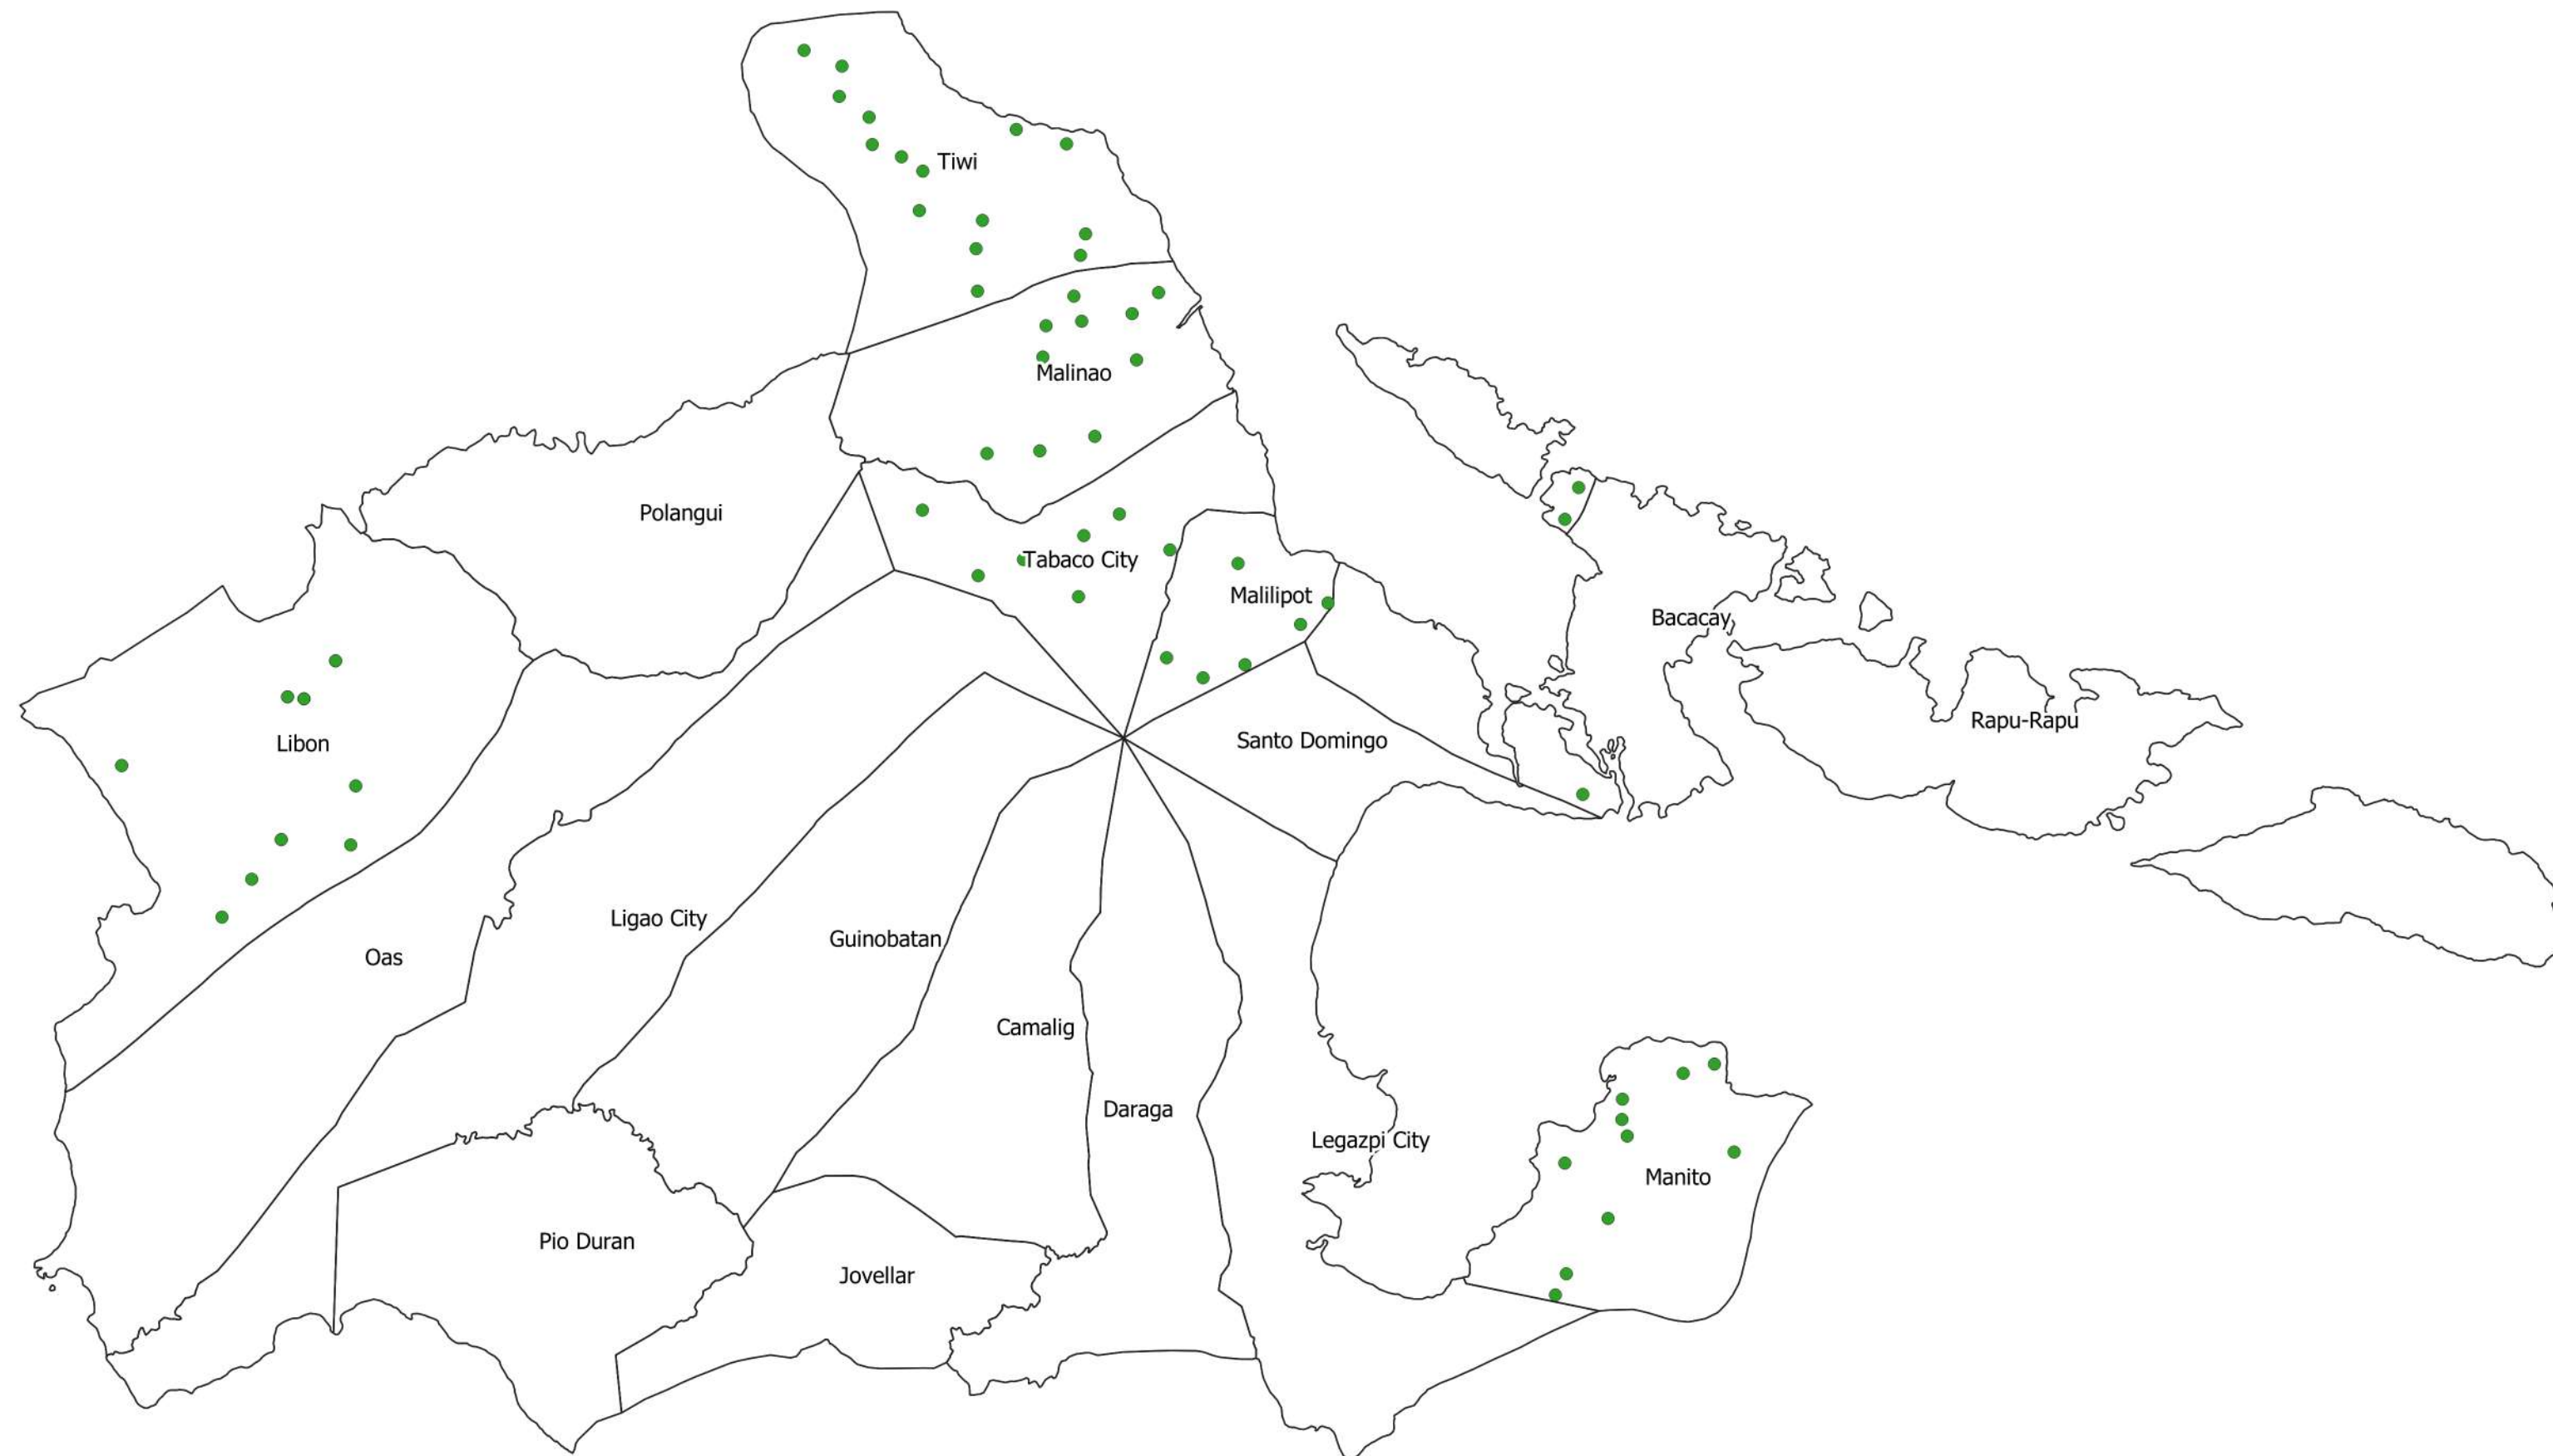 Tiwi
Malinao
Polangui
Tabaco City
Malilipot
Bacacay
Rapu-Rapu
Santo Domingo
Libon
Ligao City
Guinobatan
Oas
Camalig
Daraga
Legazpi City
Manito
Pio Duran
Jovellar